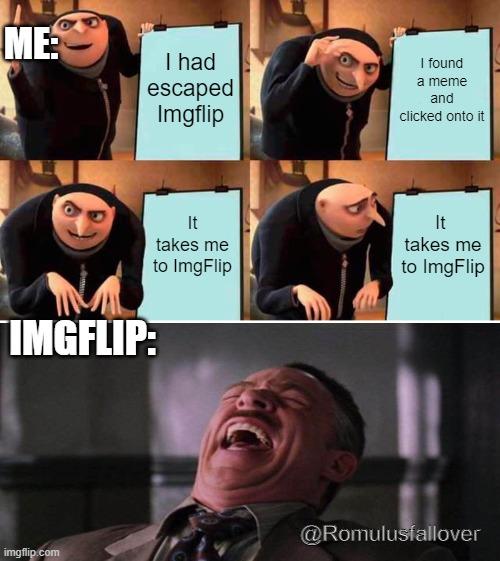 ME:
I had
escaped
Imgflip
I found
a meme
and
clicked onto it
It
takes me
to ImgFlip
It
takes me
to ImgFlip
IMGFLIP:
@Romulusfallover
imgflip.com